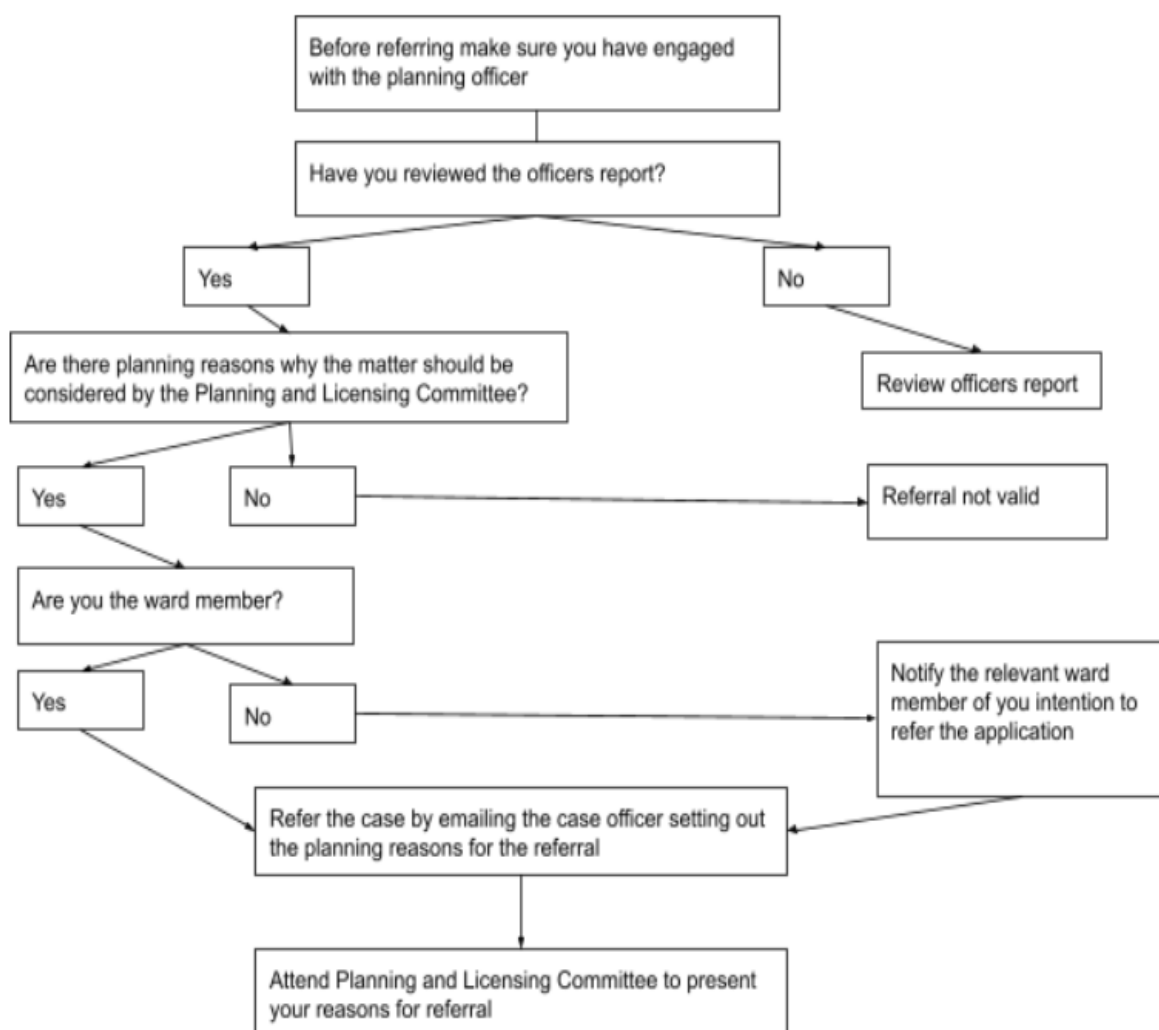 Before referring make sure you have engaged
with the planning officer
Have you reviewed the officers report?
Yes
No
Are there planning reasons why the matter should be
considered by the Planning and Licensing Committee?
Review officers report
Yes
No
Referral not valid
Are you the ward member?
Yes
No
Notify the relevant ward
member of you intention to
refer the application
Refer the case by emailing the case officer setting out
the planning reasons for the referral
Attend Planning and Licensing Committee to present
your reasons for referral